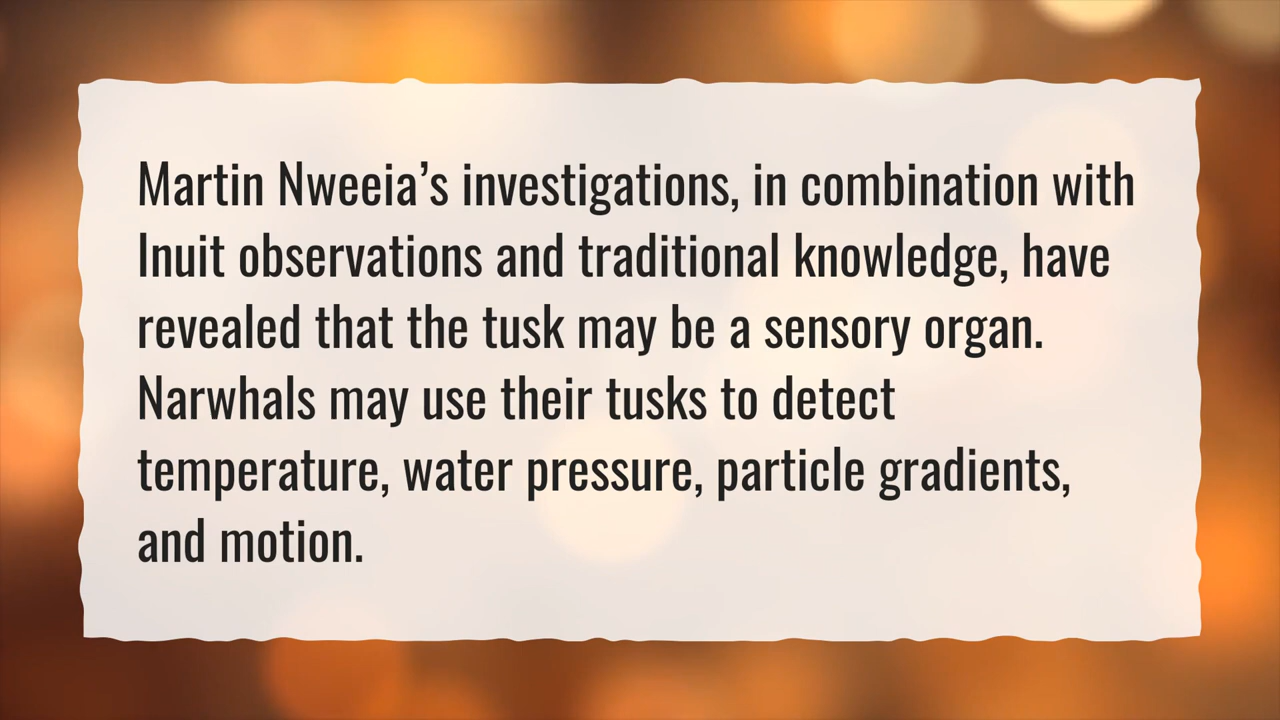 Martin Nweeia’s investigations, in combination with
Inuit observations and traditional knowledge, have
revealed that the tusk may be a sensory organ.
Narwhals may use their tusks to detect
temperature, water pressure, particle gradients,
and motion.